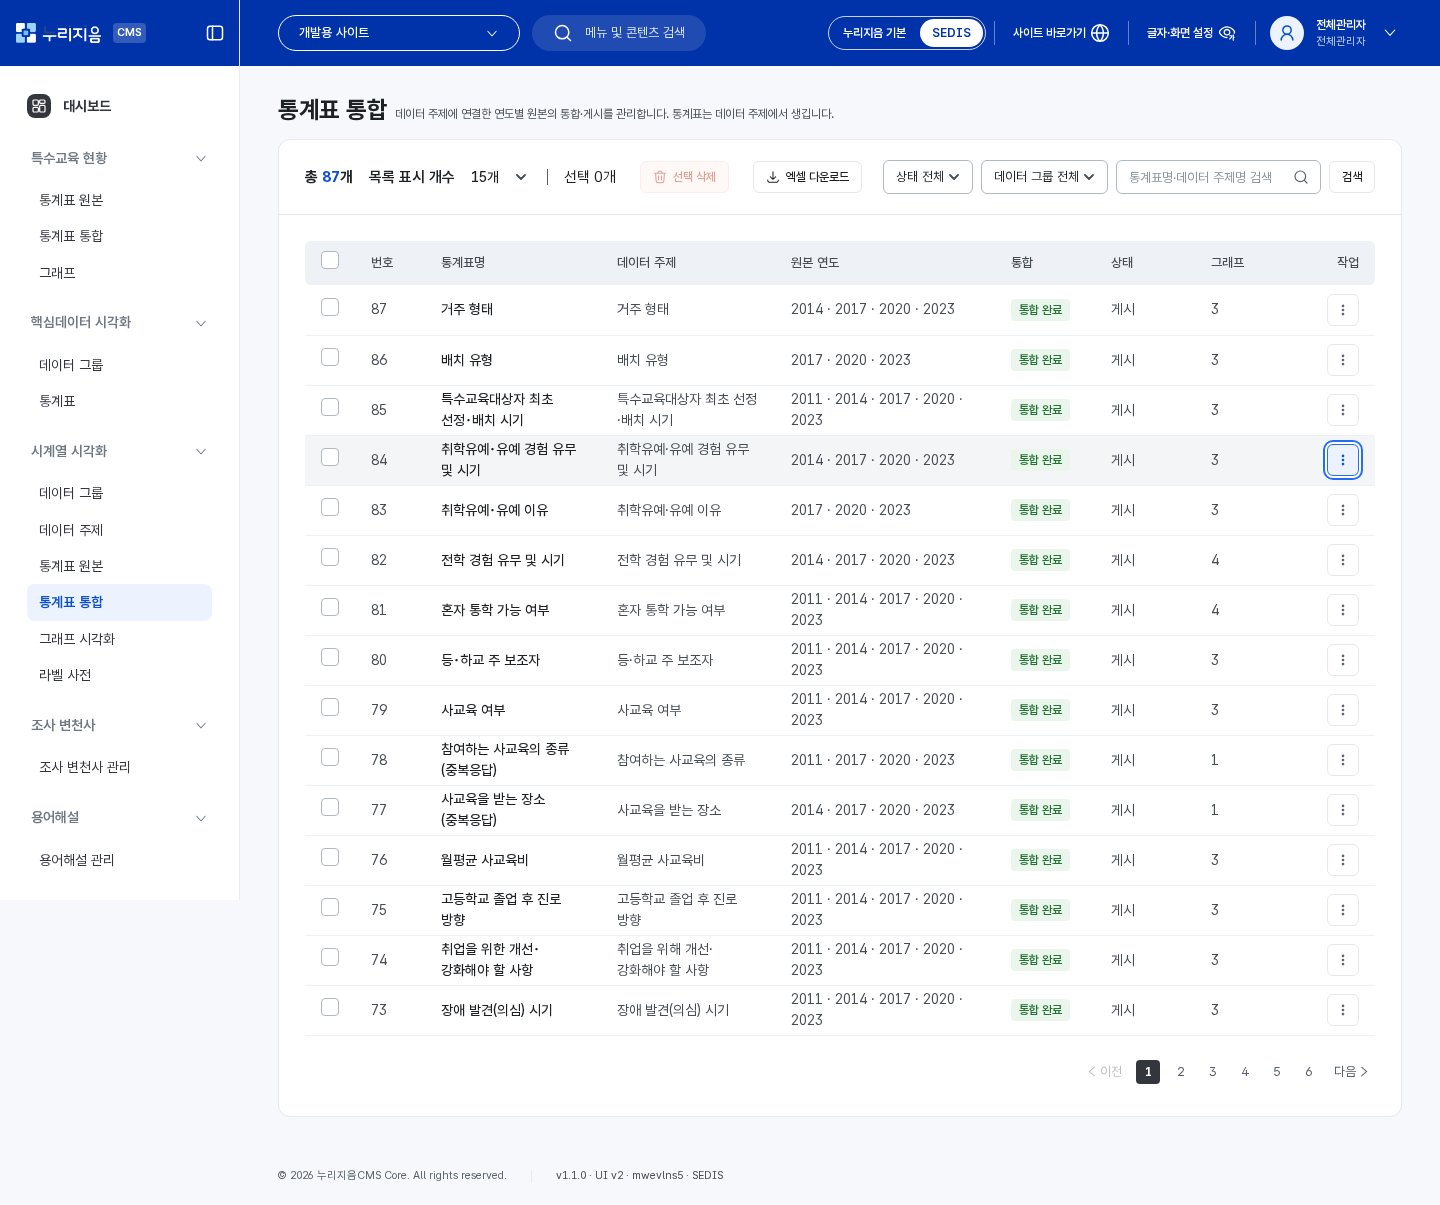 누리지음 CMS
개발용 사이트
메뉴 및 콘텐츠 검색
누리지음 기본 SEDIS
사이트 바로가기
글자·화면 설정
전체관리자
전체관리자
대시보드
특수교육 현황
통계표 원본
통계표 통합
그래프
핵심데이터 시각화
데이터 그룹
통계표
시계열 시각화
데이터 그룹
데이터 주제
통계표 원본
통계표 통합
그래프 시각화
라벨 사전
조사 변천사
조사 변천사 관리
용어해설
용어해설 관리
통계표 통합 데이터 주제에 연결한 연도별 원본의 통합·게시를 관리합니다. 통계표는 데이터 주제에서 생깁니다.
총 87개 목록 표시 개수 15개 선택 0개 선택 삭제 엑셀 다운로드 상태 전체 데이터 그룹 전체 통계표명·데이터 주제명 검색 검색
번호 통계표명 데이터 주제 원본 연도 통합 상태 그래프 작업
87 거주 형태 거주 형태 2014 · 2017 · 2020 · 2023 통합 완료 게시 3
86 배치 유형 배치 유형 2017 · 2020 · 2023 통합 완료 게시 3
85 특수교육대상자 최초 선정·배치 시기 특수교육대상자 최초 선정·배치 시기 2011 · 2014 · 2017 · 2020 · 2023 통합 완료 게시 3
84 취학유예·유예 경험 유무 및 시기 취학유예·유예 경험 유무 및 시기 2014 · 2017 · 2020 · 2023 통합 완료 게시 3
83 취학유예·유예 이유 취학유예·유예 이유 2017 · 2020 · 2023 통합 완료 게시 3
82 전학 경험 유무 및 시기 전학 경험 유무 및 시기 2014 · 2017 · 2020 · 2023 통합 완료 게시 4
81 혼자 통학 가능 여부 혼자 통학 가능 여부 2011 · 2014 · 2017 · 2020 · 2023 통합 완료 게시 4
80 등·하교 주 보조자 등·하교 주 보조자 2011 · 2014 · 2017 · 2020 · 2023 통합 완료 게시 3
79 사교육 여부 사교육 여부 2011 · 2014 · 2017 · 2020 · 2023 통합 완료 게시 3
78 참여하는 사교육의 종류(중복응답) 참여하는 사교육의 종류 2011 · 2017 · 2020 · 2023 통합 완료 게시 1
77 사교육을 받는 장소(중복응답) 사교육을 받는 장소 2014 · 2017 · 2020 · 2023 통합 완료 게시 1
76 월평균 사교육비 월평균 사교육비 2011 · 2014 · 2017 · 2020 · 2023 통합 완료 게시 3
75 고등학교 졸업 후 진로 방향 고등학교 졸업 후 진로 방향 2011 · 2014 · 2017 · 2020 · 2023 통합 완료 게시 3
74 취업을 위한 개선·강화해야 할 사항 취업을 위해 개선·강화해야 할 사항 2011 · 2014 · 2017 · 2020 · 2023 통합 완료 게시 3
73 장애 발견(의심) 시기 장애 발견(의심) 시기 2011 · 2014 · 2017 · 2020 · 2023 통합 완료 게시 3
이전 1 2 3 4 5 6 다음
© 2026 누리지음CMS Core. All rights reserved. v1.1.0 · UI v2 · mwevlns5 · SEDIS